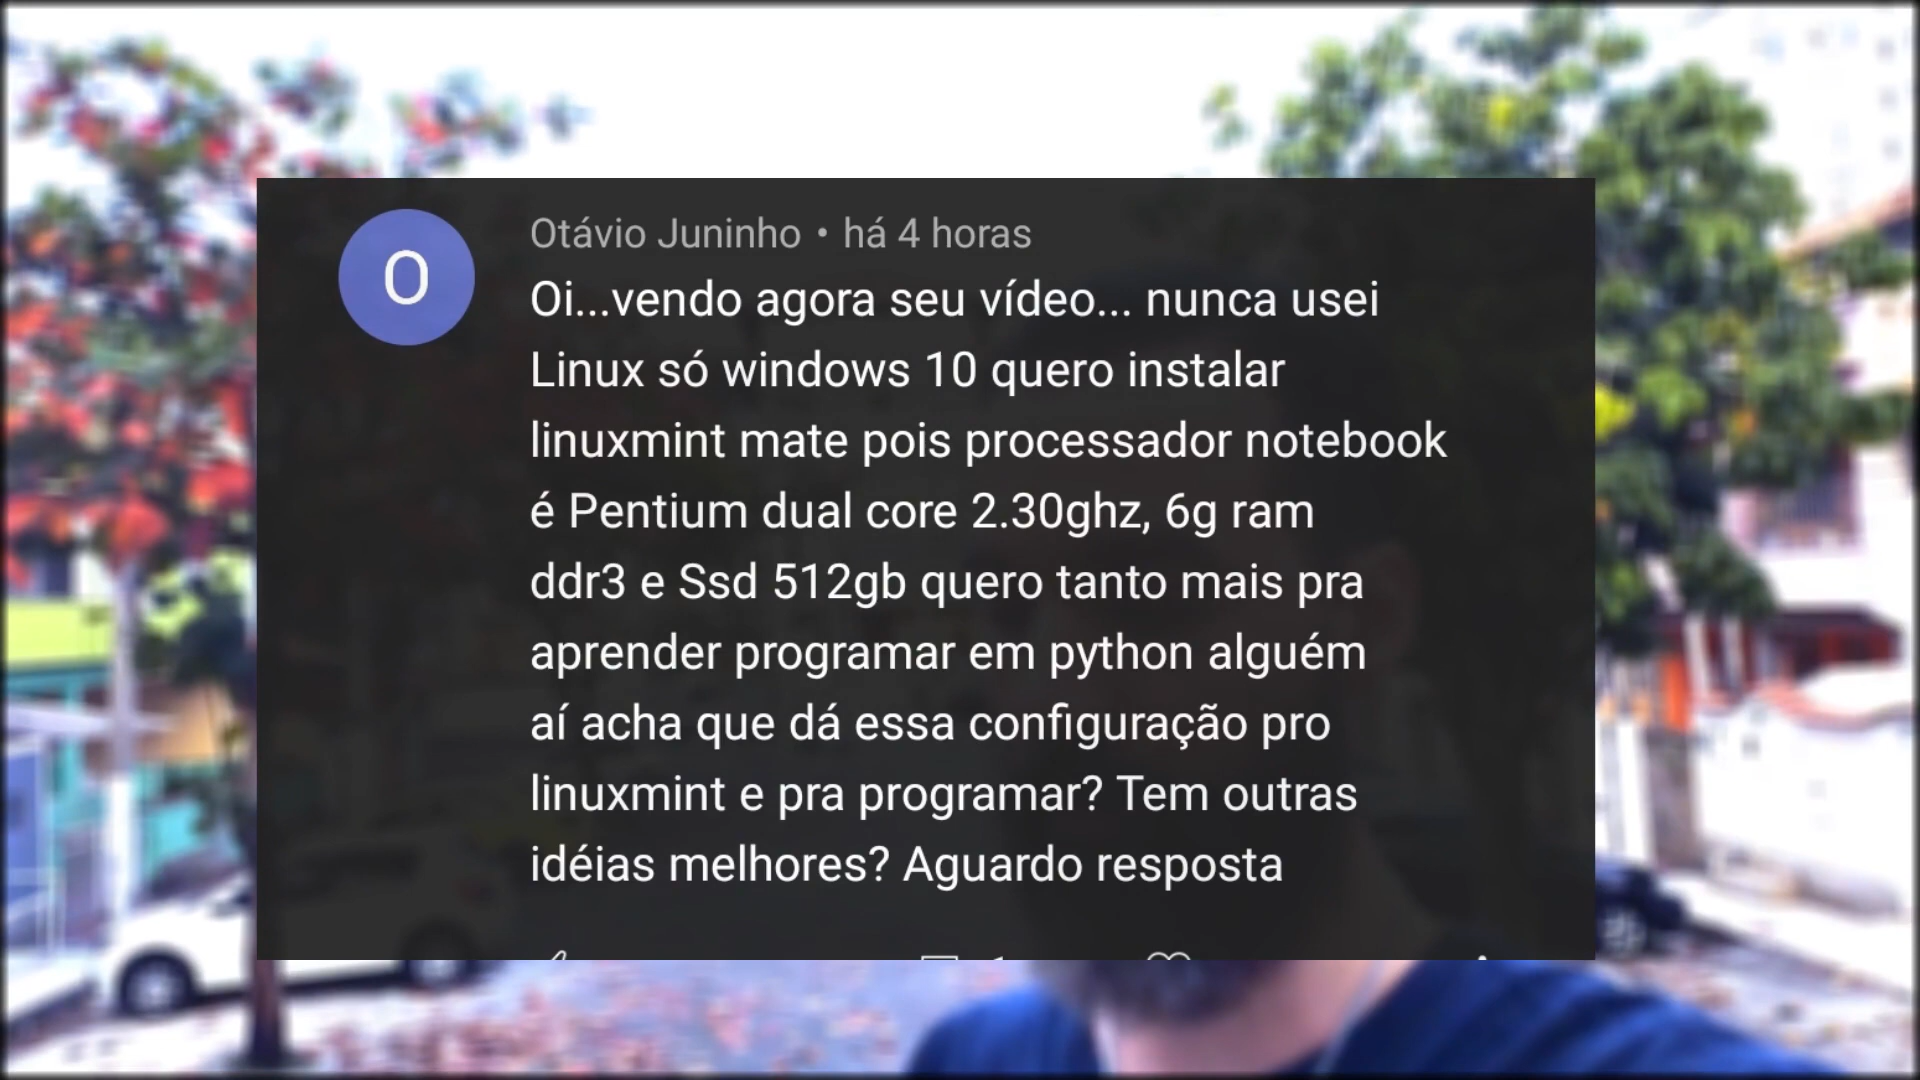 O
Otávio Juninho • há 4 horas
Oi...vendo agora seu vídeo... nunca usei
Linux só windows 10 quero instalar
linuxmint mate pois processador notebook
é Pentium dual core 2.30ghz, 6g ram
ddr3 e Ssd 512gb quero tanto mais pra
aprender programar em python alguém
aí acha que dá essa configuração pro
linuxmint e pra programar? Tem outras
idéias melhores? Aguardo resposta